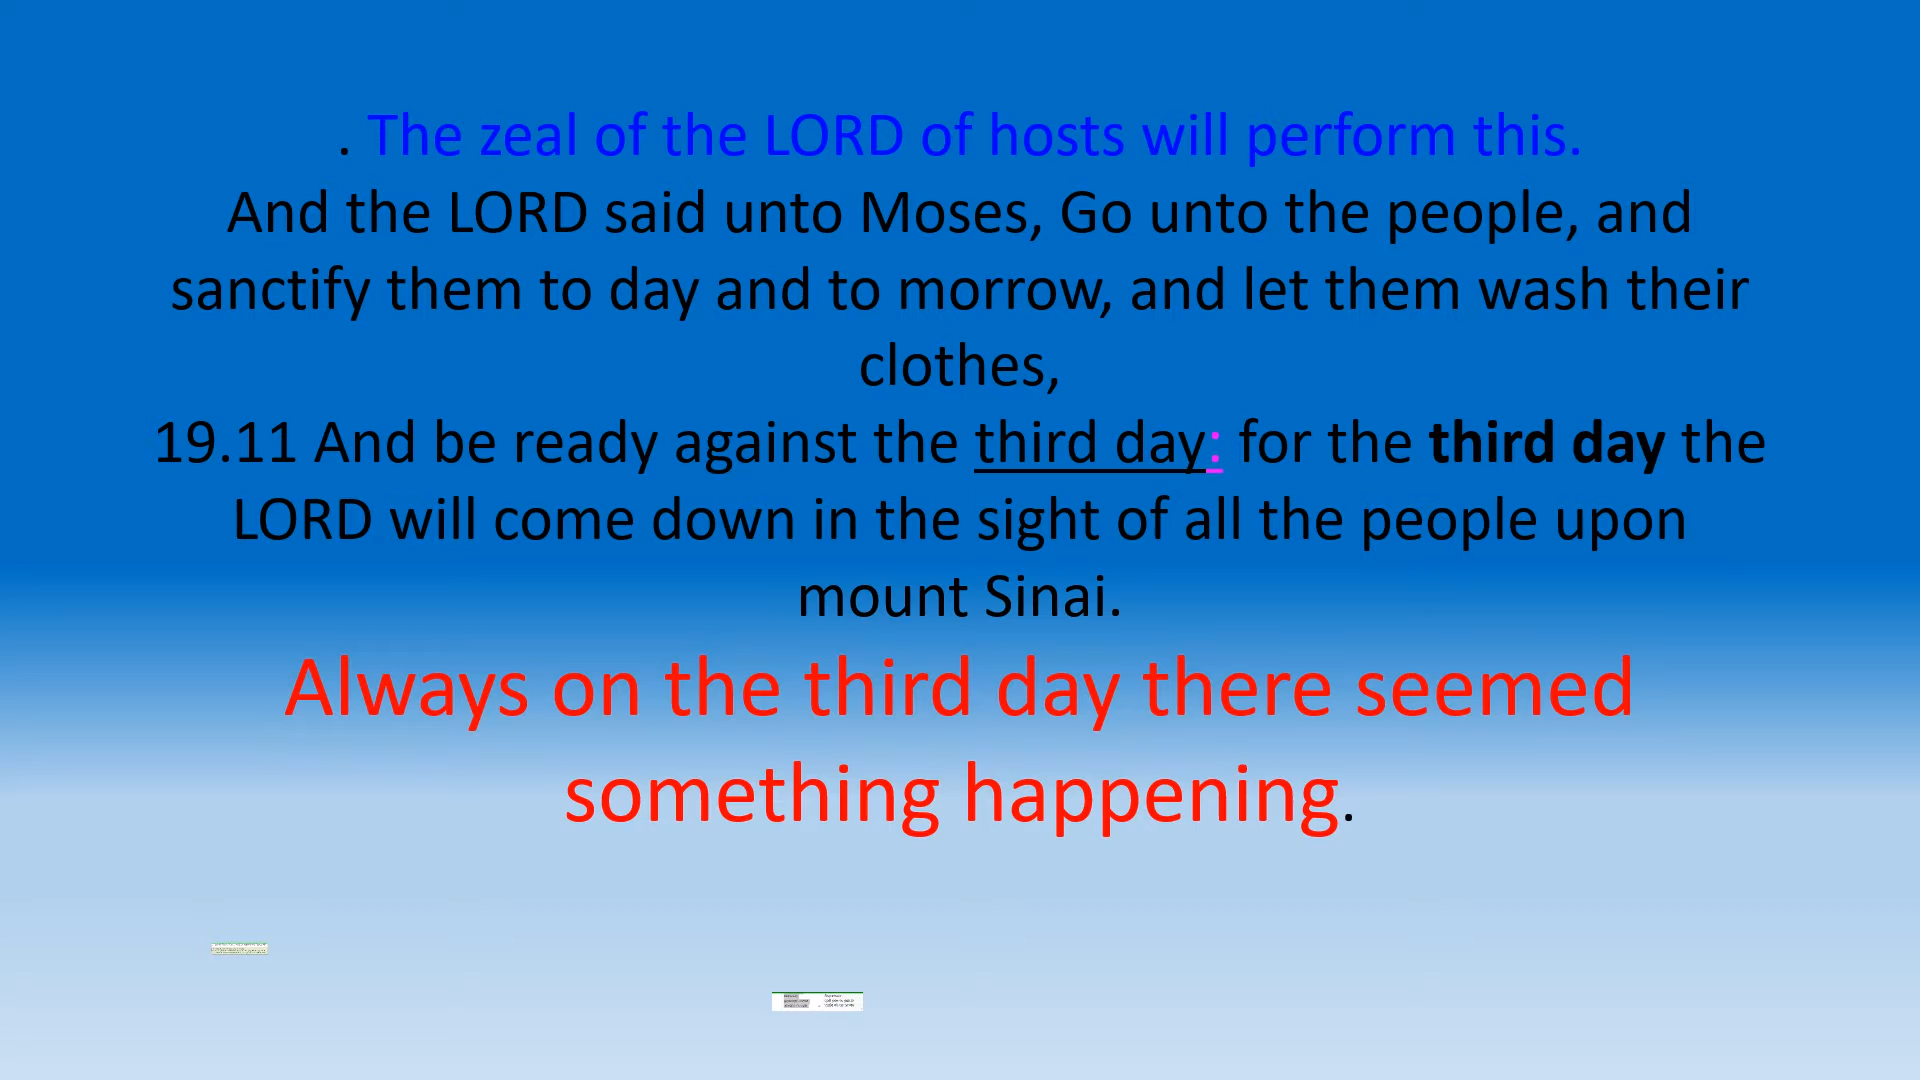 . The zeal of the LORD of hosts will perform this.
And the LORD said unto Moses, Go unto the people, and
sanctify them to day and to morrow, and let them wash their
clothes,
19.11 And be ready against the third day: for the third day the
LORD will come down in the sight of all the people upon
mount Sinai.
Always on the third day there seemed
something happening.